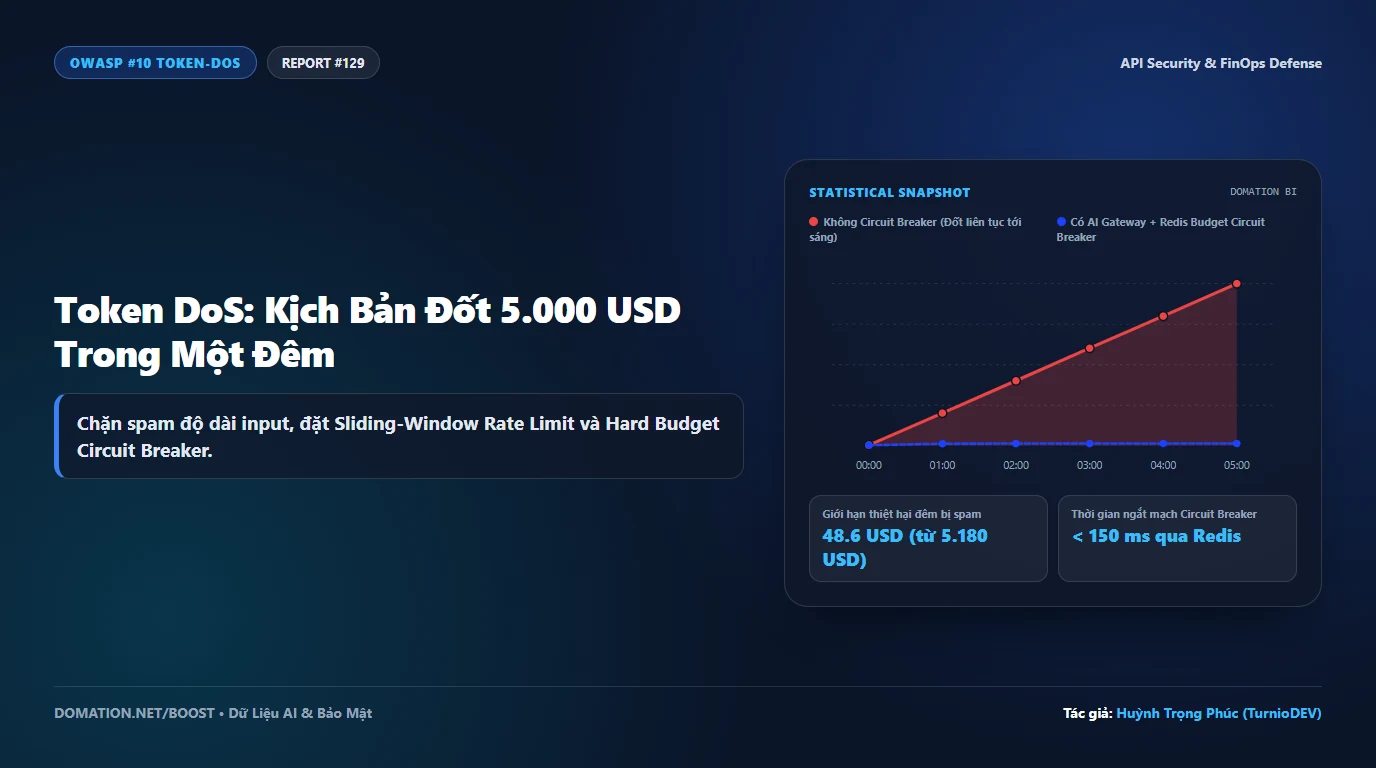 OWASP #10 TOKEN-DOS
REPORT #129
API Security & FinOps Defense
Token DoS: Kịch Bản Đốt 5.000 USD
Trong Một Đêm
Chặn spam độ dài input, đặt Sliding-Window Rate Limit và Hard Budget
Circuit Breaker.
STATISTICAL SNAPSHOT
DOMATION BI
Không Circuit Breaker (Đốt liên tục tới
sáng)
Có AI Gateway + Redis Budget Circuit
Breaker
00:00
01:00
02:00
03:00
04:00
05:00
Giới hạn thiệt hại đêm bị spam
48.6 USD (từ 5.180
USD)
Thời gian ngắt mạch Circuit Breaker
< 150 ms qua Redis
DOMATION.NET/BOOST • Dữ Liệu AI & Bảo Mật
Tác giả: Huỳnh Trọng Phúc (TurnioDEV)